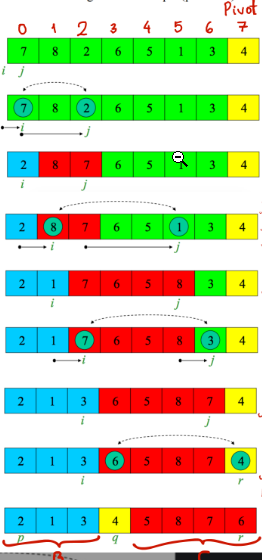 Pivot
0 1 2 3 4 5 6 7
7 8 2 6 5 1 3 4
i j
7 8 2 6 5 1 3 4
i j
2 8 7 6 5 1 3 4
i j
2 8 7 6 5 1 3 4
i j
2 1 7 6 5 8 3 4
i j
2 1 7 6 5 8 3 4
i j
2 1 3 6 5 8 7 4
i j
2 1 3 6 5 8 7 4
i r
2 1 3 4 5 8 7 6
p q r